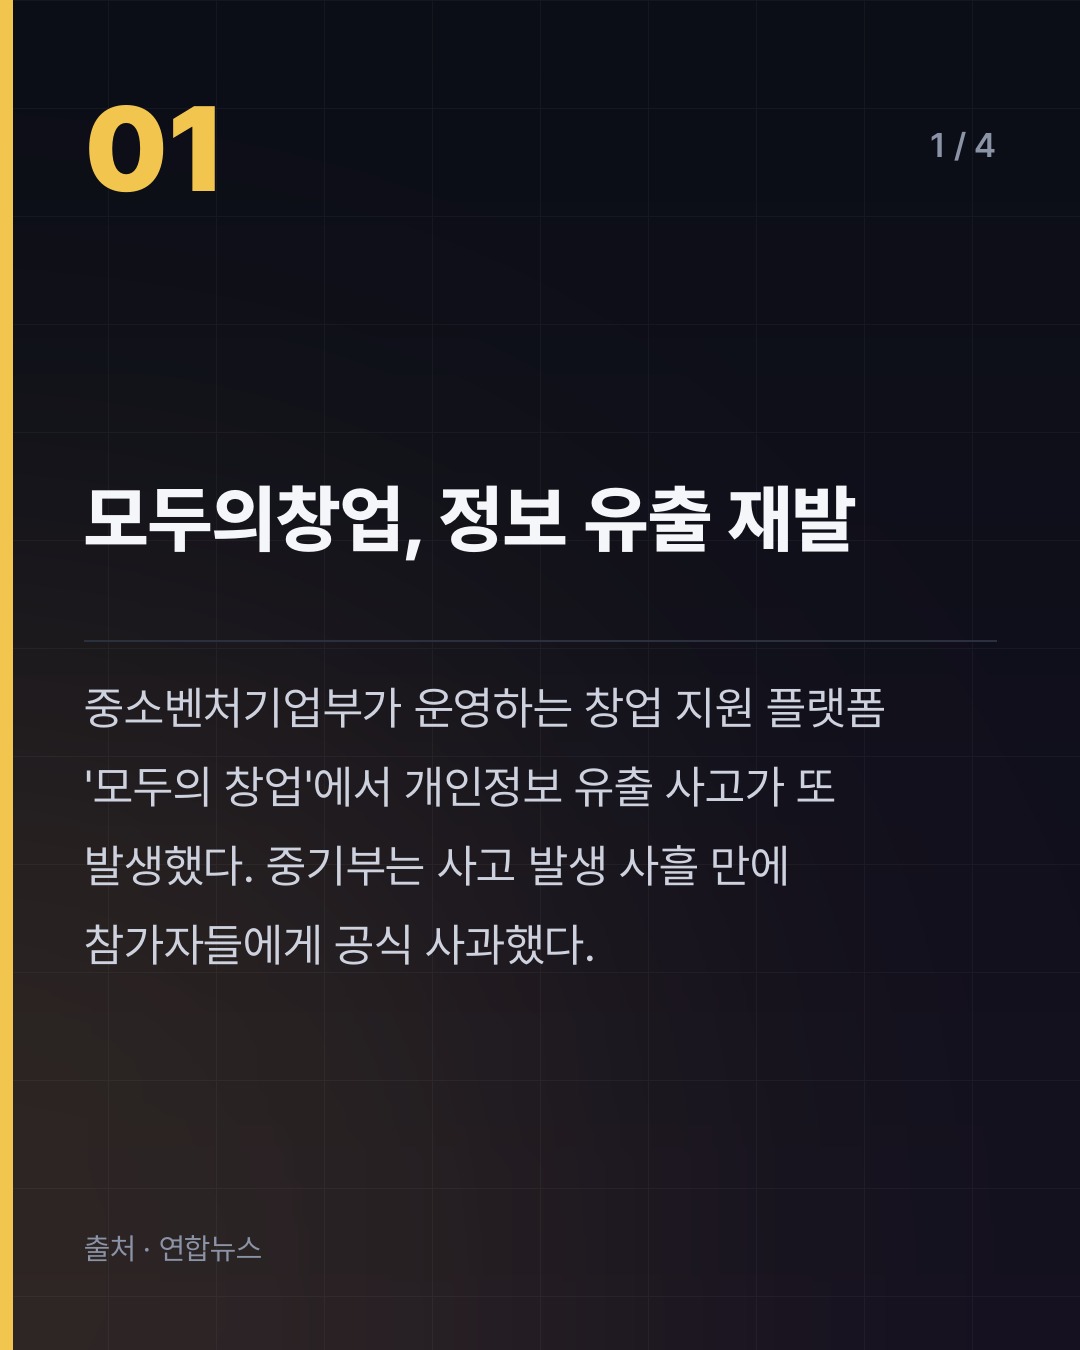 01
1 / 4
모두의창업, 정보 유출 재발
중소벤처기업부가 운영하는 창업 지원 플랫폼
'모두의 창업'에서 개인정보 유출 사고가 또
발생했다. 중기부는 사고 발생 사흘 만에
참가자들에게 공식 사과했다.
출처 · 연합뉴스